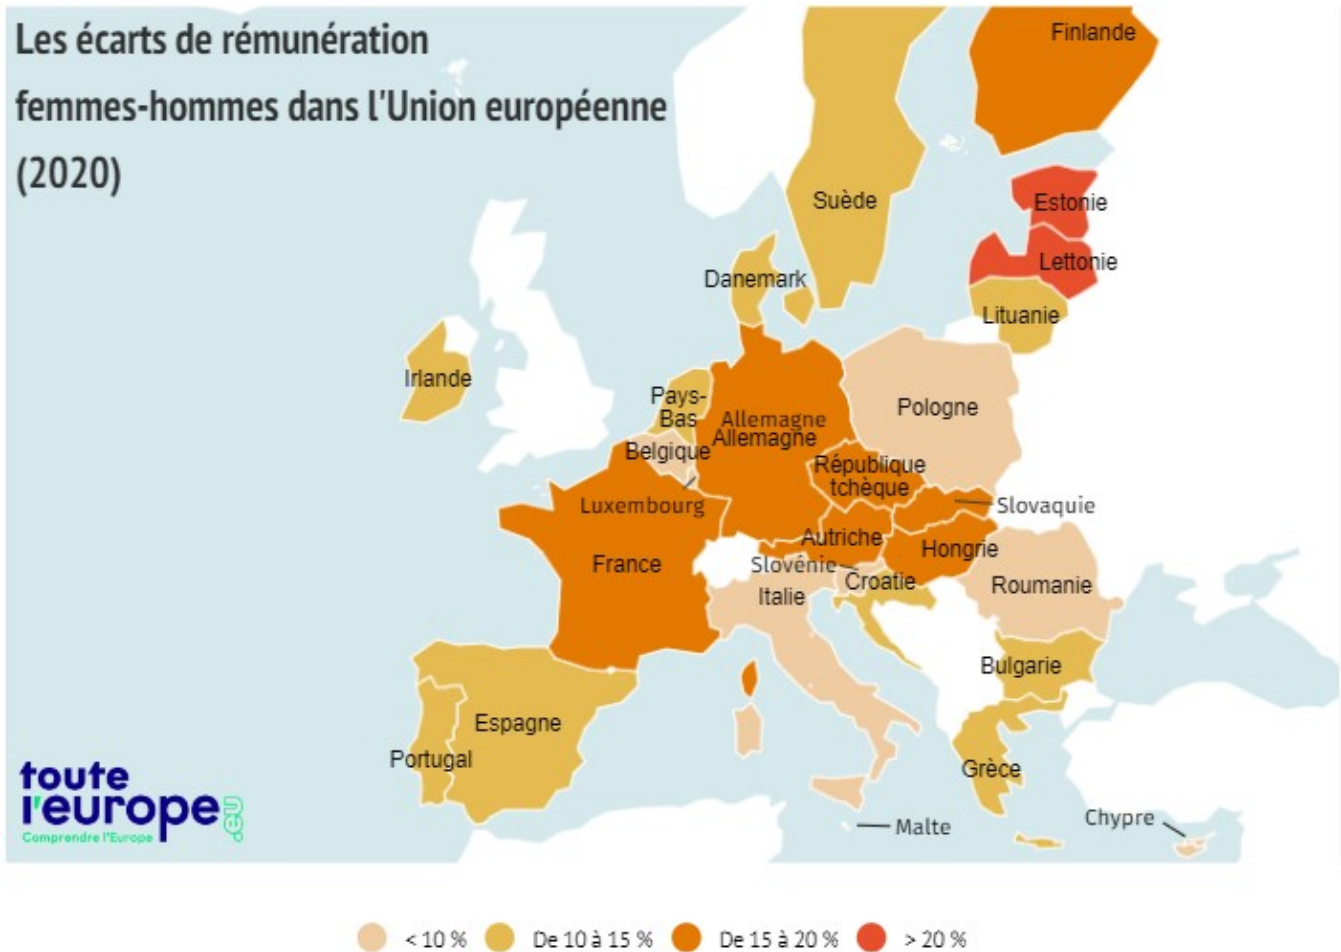 Les écarts de rémunération
femmes-hommes dans l'Union européenne
(2020)
Finlande
Suède
Estonie
Lettonie
Danemark
Lituanie
Irlande
Pays-
Bas
Pologne
Allemagne
Allemagne
Belgique
République
tchèque
Luxembourg
Slovaquie
Autriche
Hongrie
France
Slovénie
Croatie
Italie
Roumanie
Bulgarie
Espagne
Portugal
Grèce
toute
l'europe.eu
Comprendre l'Europe
Malte
Chypre
< 10 % De 10 à 15 % De 15 à 20 % > 20 %